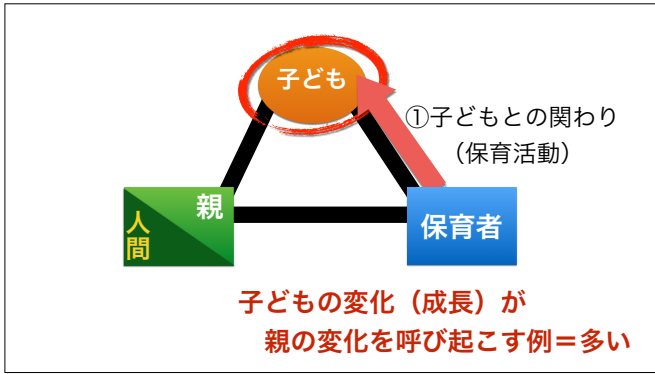 子ども
①子どもとの関わり
（保育活動）
親
人間
保育者
子どもの変化（成長）が
親の変化を呼び起こす例＝多い